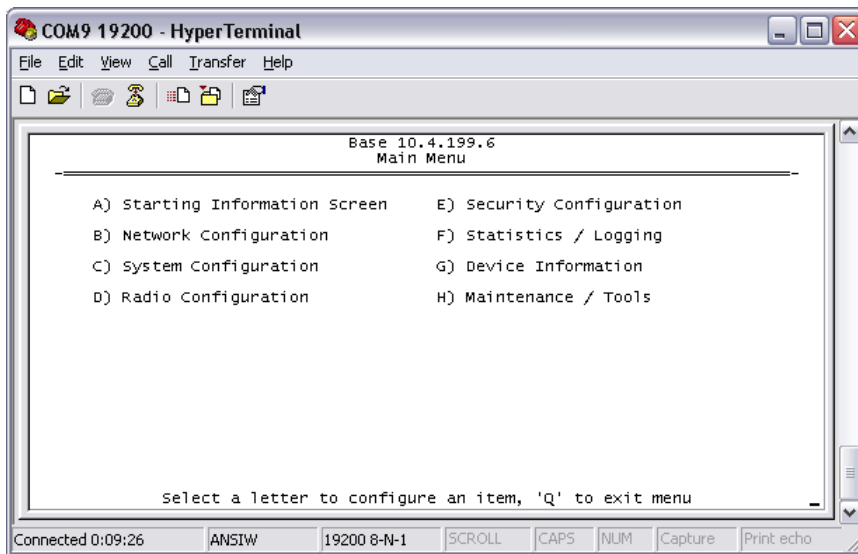 COM9 19200 - HyperTerminal
File Edit View Call Transfer Help
Base 10.4.199.6
Main Menu
A) Starting Information Screen E) Security Configuration
B) Network Configuration F) Statistics / Logging
C) System Configuration G) Device Information
D) Radio Configuration H) Maintenance / Tools
Select a letter to configure an item, 'Q' to exit menu
Connected 0:09:26 ANSIW 19200 8-N-1 SCROLL CAPS NUM Capture Print echo